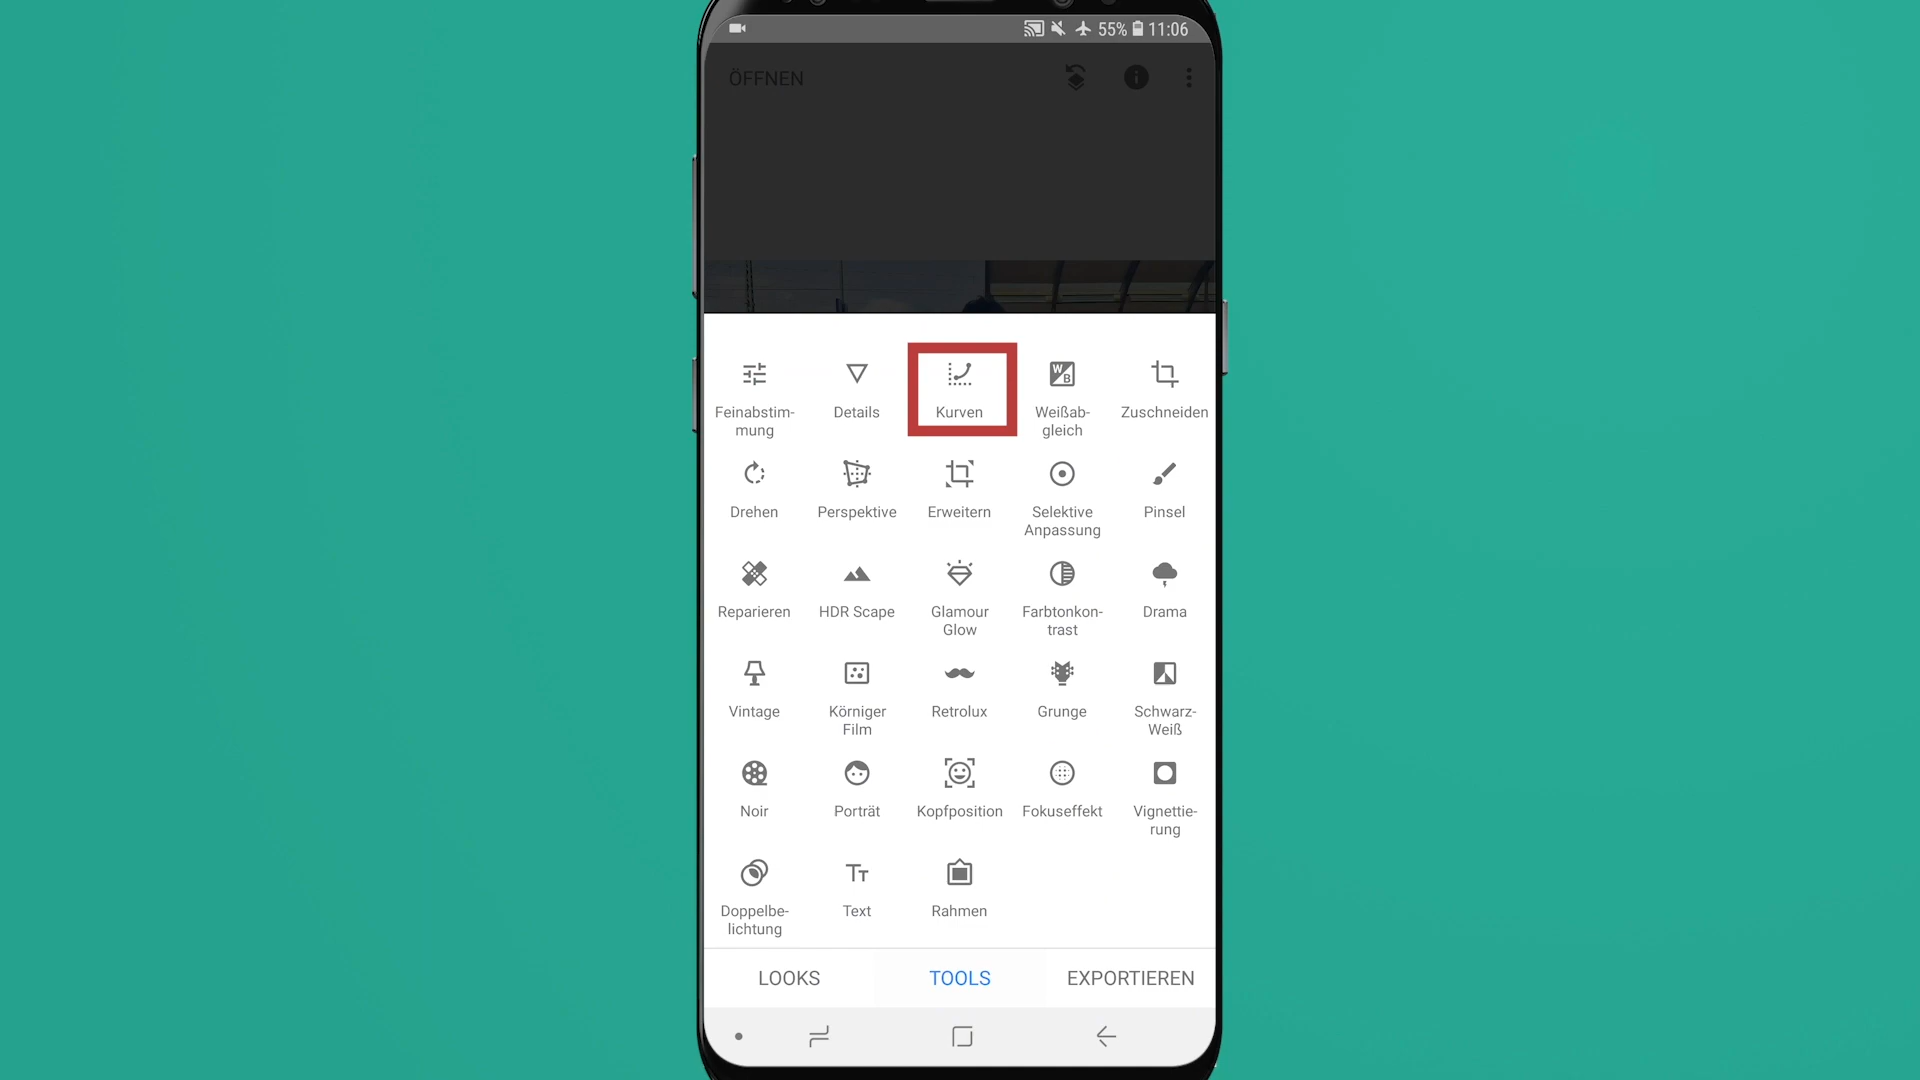 55% 11:06
ÖFFNEN
Feinabstim-
mung
Details
Kurven
Weißab-
gleich
Zuschneiden
Drehen
Perspektive
Erweitern
Selektive
Anpassung
Pinsel
Reparieren
HDR Scape
Glamour
Glow
Farbtonkon-
trast
Drama
Vintage
Körniger
Film
Retrolux
Grunge
Schwarz-
Weiß
Noir
Porträt
Kopfposition
Fokuseffekt
Vignettie-
rung
Doppelbe-
lichtung
Text
Rahmen
LOOKS TOOLS EXPORTIEREN